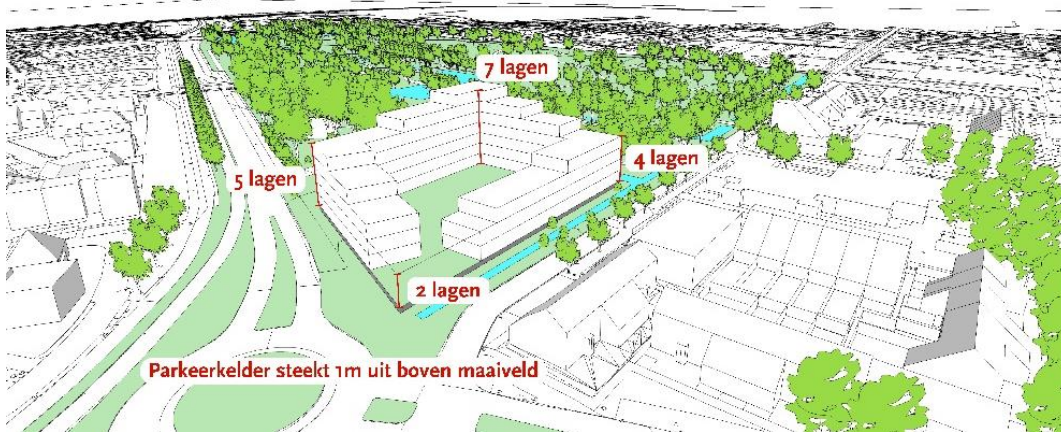 7 lagen
5 lagen
4 lagen
2 lagen
Parkeerkelder steekt 1m uit boven maaiveld